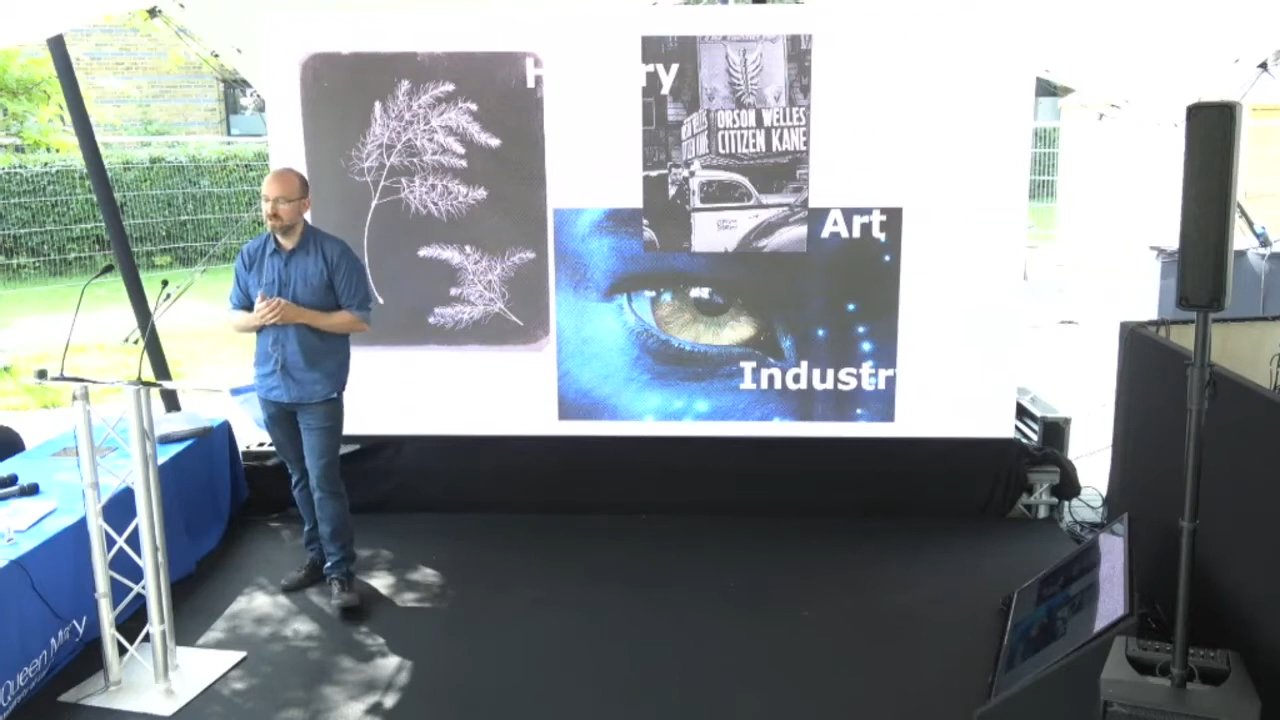 H ry
ORSON WELLES
CITIZEN KANE
Art
Industr
Queen Mary